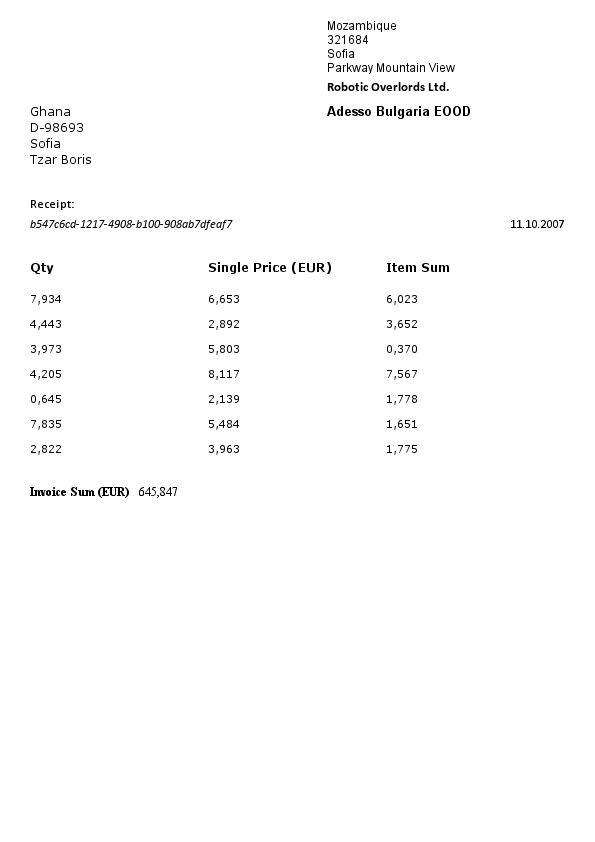 Mozambique
321684
Sofia
Parkway Mountain View
Robotic Overlords Ltd.
Adesso Bulgaria EOOD
Ghana
D-98693
Sofia
Tzar Boris
Receipt:
b547c6cd-1217-4908-b100-908ab7dfeaf7 11.10.2007
Qty Single Price (EUR) Item Sum
7,934 6,653 6,023
4,443 2,892 3,652
3,973 5,803 0,370
4,205 8,117 7,567
0,645 2,139 1,778
7,835 5,484 1,651
2,822 3,963 1,775
Invoice Sum (EUR) 645,847